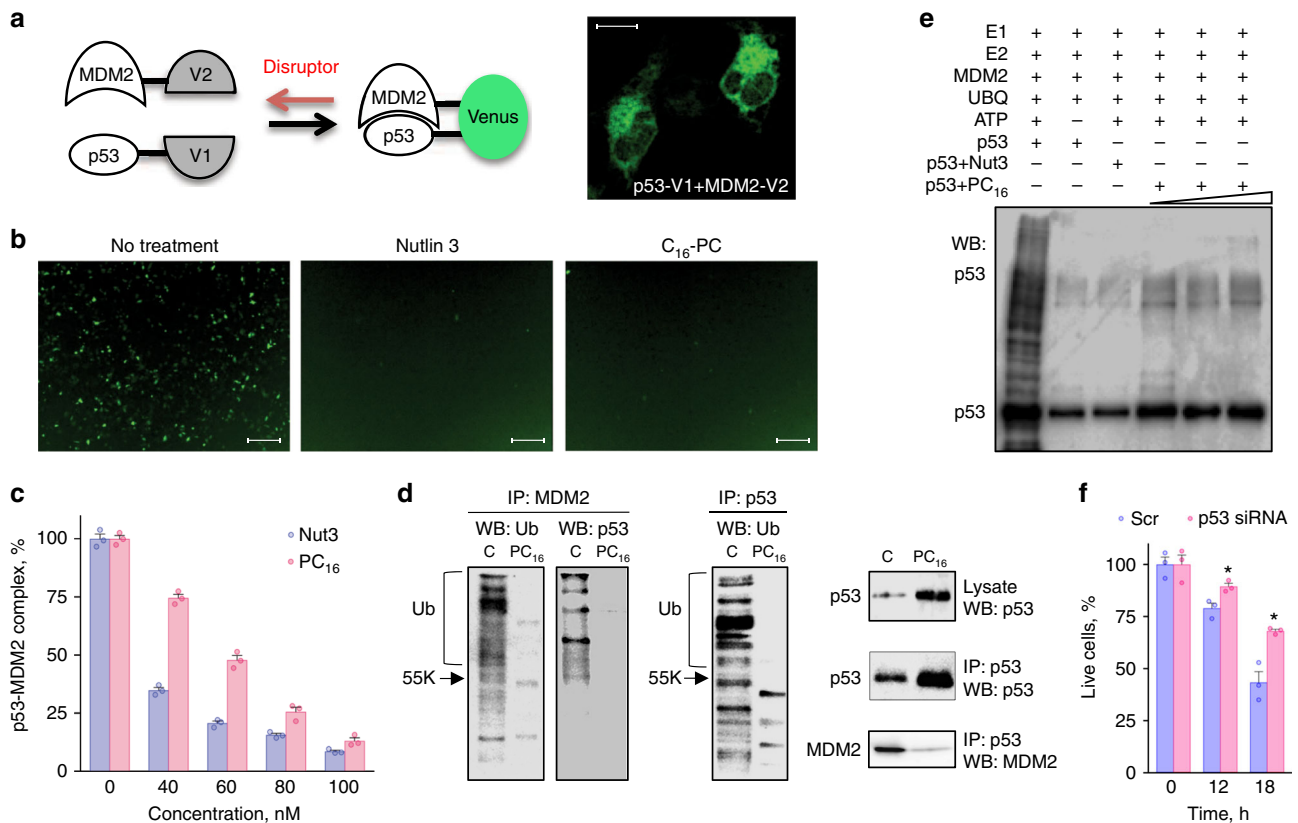 a
MDM2
V2
p53
V1
Disruptor
MDM2
p53
Venus
p53-V1+MDM2-V2
b
No treatment
Nutlin 3
C16-PC
c
p53-MDM2 complex, %
100
75
50
25
0
Nut3
PC16
0 40 60 80 100
Concentration, nM
d
IP: MDM2
WB: Ub WB: p53
C PC16 C PC16
Ub
55K
IP: p53
WB: Ub
C PC16
Ub
55K
C PC16
p53 Lysate
WB: p53
p53 IP: p53
WB: p53
MDM2 IP: p53
WB: MDM2
e
E1 + + + + + +
E2 + + + + + +
MDM2 + + + + + +
UBQ + + + + + +
ATP + – + + + +
p53 + + – – – –
p53+Nut3 – – + – – –
p53+PC16 – – – + + +
WB:
p53
p53
f
Scr p53 siRNA
Live cells, %
100
75
50
25
0
* *
0 12 18
Time, h